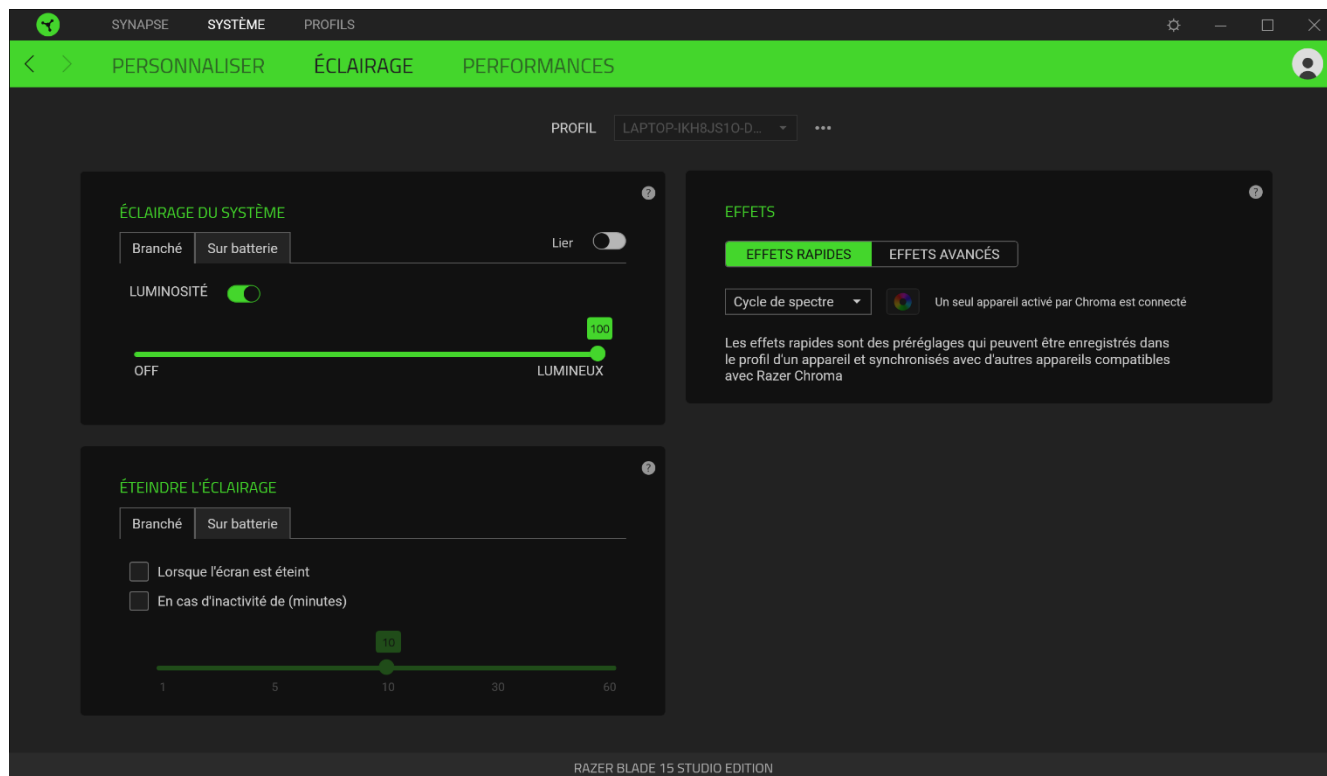 SYNAPSE SYSTÈME PROFILS
PERSONNALISER ÉCLAIRAGE PERFORMANCES
PROFIL LAPTOP-IKH8JS1O-D...
ÉCLAIRAGE DU SYSTÈME
Branché Sur batterie Lier
LUMINOSITÉ
100
OFF LUMINEUX
EFFETS
EFFETS RAPIDES EFFETS AVANCÉS
Cycle de spectre Un seul appareil activé par Chroma est connecté
Les effets rapides sont des préréglages qui peuvent être enregistrés dans
le profil d'un appareil et synchronisés avec d'autres appareils compatibles
avec Razer Chroma
ÉTEINDRE L'ÉCLAIRAGE
Branché Sur batterie
Lorsque l'écran est éteint
En cas d'inactivité de (minutes)
10
1 5 10 30 60
RAZER BLADE 15 STUDIO EDITION